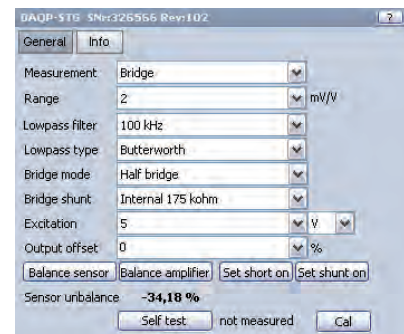 DAQP-STG SNr:326566 Rev:102 ?
General Info
Measurement Bridge
Range 2 mV/V
Lowpass filter 100 kHz
Lowpass type Butterworth
Bridge mode Half bridge
Bridge shunt Internal 175 kohm
Excitation 5 V
Output offset 0 %
Balance sensor Balance amplifier Set short on Set shunt on
Sensor unbalance -34,18 %
Self test not measured Cal